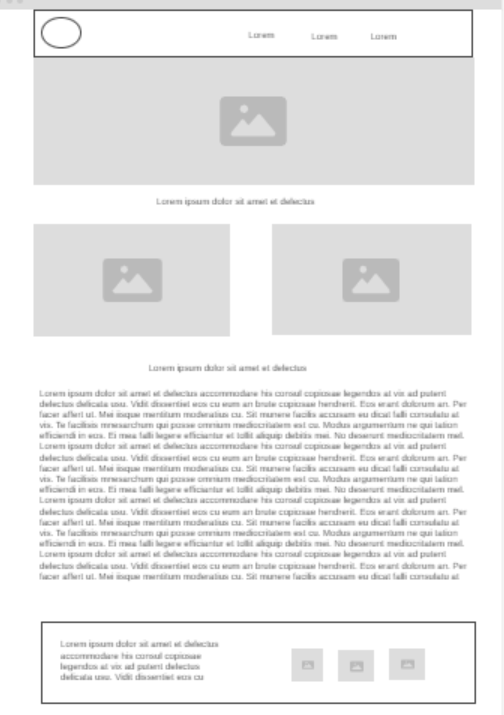 Lorem
Lorem
Lorem
Lorem ipsum dolor sit amet et delectus
Lorem ipsum dolor sit amet et delectus
Lorem ipsum dolor sit amet et delectus accommodare his consul copiosae legendos at vix ad putent
delectus delicata usu. Vidit dissentiet eos cu eum an brute copiosae hendrerit. Eos erant dolorum an. Per
facer affert ut. Mei iisque mentitum moderatius cu. Sit munere facilis accusam eu dicat falli consulatu at
vis. Te facilisis mnesarchum qui posse omnium mediocritatem est cu. Modus argumentum ne qui tation
efficiendi in eos. Ei mea falli legere efficiantur et tollit aliquip debitis mei. No deserunt mediocritatem mel.
Lorem ipsum dolor sit amet et delectus accommodare his consul copiosae legendos at vix ad putent
delectus delicata usu. Vidit dissentiet eos cu eum an brute copiosae hendrerit. Eos erant dolorum an. Per
facer affert ut. Mei iisque mentitum moderatius cu. Sit munere facilis accusam eu dicat falli consulatu at
vis. Te facilisis mnesarchum qui posse omnium mediocritatem est cu. Modus argumentum ne qui tation
efficiendi in eos. Ei mea falli legere efficiantur et tollit aliquip debitis mei. No deserunt mediocritatem mel.
Lorem ipsum dolor sit amet et delectus accommodare his consul copiosae legendos at vix ad putent
delectus delicata usu. Vidit dissentiet eos cu eum an brute copiosae hendrerit. Eos erant dolorum an. Per
facer affert ut. Mei iisque mentitum moderatius cu. Sit munere facilis accusam eu dicat falli consulatu at
vis. Te facilisis mnesarchum qui posse omnium mediocritatem est cu. Modus argumentum ne qui tation
efficiendi in eos. Ei mea falli legere efficiantur et tollit aliquip debitis mei. No deserunt mediocritatem mel.
Lorem ipsum dolor sit amet et delectus accommodare his consul copiosae legendos at vix ad putent
delectus delicata usu. Vidit dissentiet eos cu eum an brute copiosae hendrerit. Eos erant dolorum an. Per
facer affert ut. Mei iisque mentitum moderatius cu. Sit munere facilis accusam eu dicat falli consulatu at
Lorem ipsum dolor sit amet et delectus
accommodare his consul copiosae
legendos at vix ad putent delectus
delicata usu. Vidit dissentiet eos cu